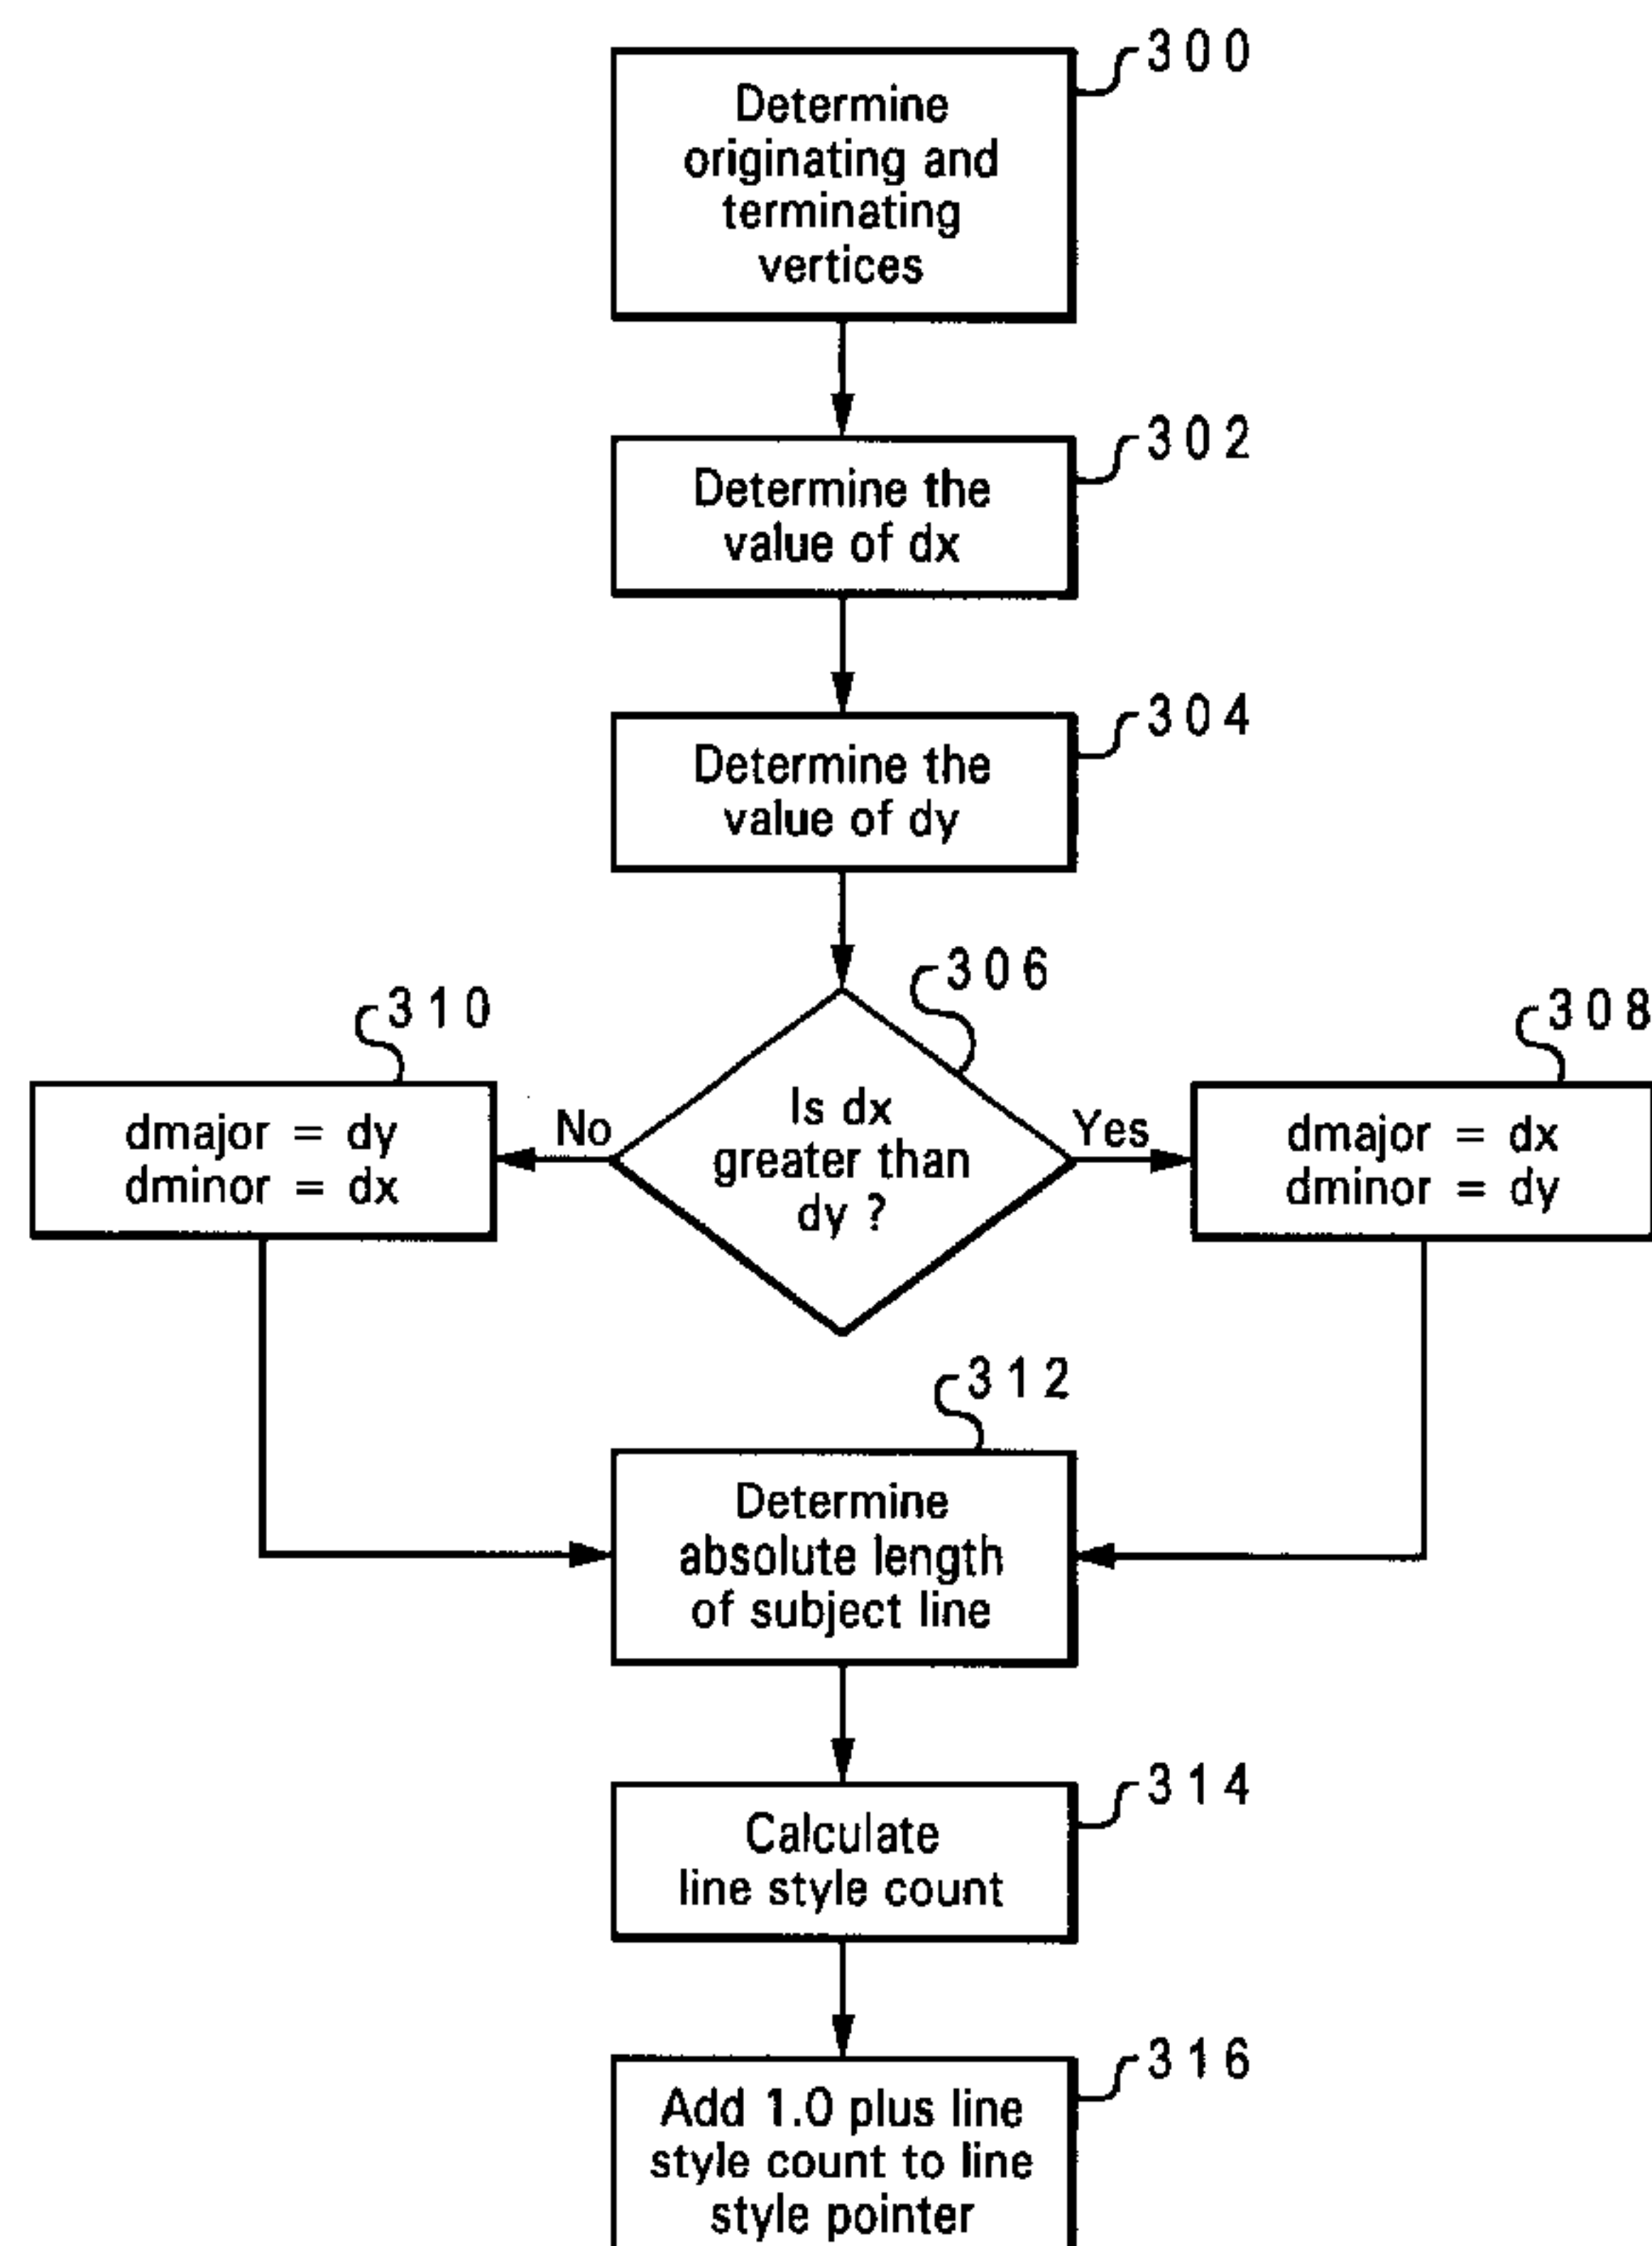 300
Determine
originating and
terminating
vertices
302
Determine the
value of dx
304
Determine the
value of dy
306
Is dx
greater than
dy ?
No
Yes
310
dmajor = dy
dminor = dx
308
dmajor = dx
dminor = dy
312
Determine
absolute length
of subject line
314
Calculate
line style count
316
Add 1.0 plus line
style count to line
style pointer